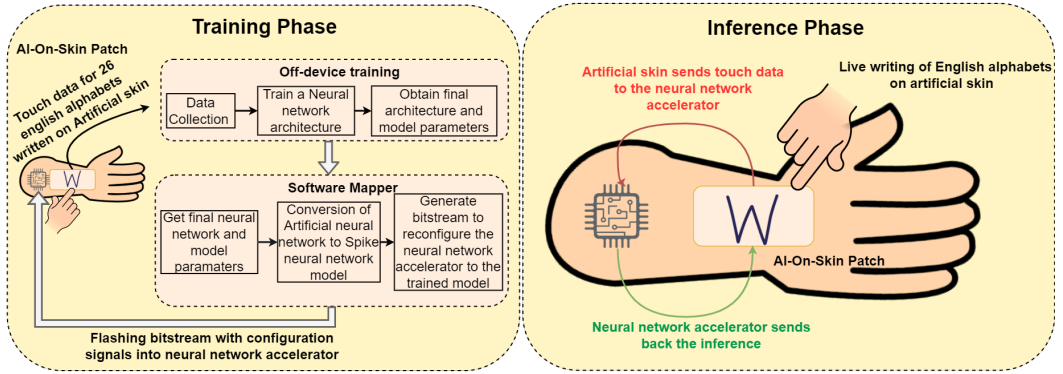 Training Phase
AI-On-Skin Patch
Touch data for 26
english alphabets
written on Artificial skin
Off-device training
Data
Collection
Train a Neural
network
architecture
Obtain final
architecture and
model parameters
W
Software Mapper
Get final neural
network and
model
paramaters
Conversion of
Artificial neural
network to Spike
neural network
model
Generate
bitstream to
reconfigure the
neural network
accelerator to the
trained model
Flashing bitstream with configuration
signals into neural network accelerator
Inference Phase
Artificial skin sends touch data
to the neural network
accelerator
Live writing of English alphabets
on artificial skin
W
AI-On-Skin Patch
Neural network accelerator sends
back the inference